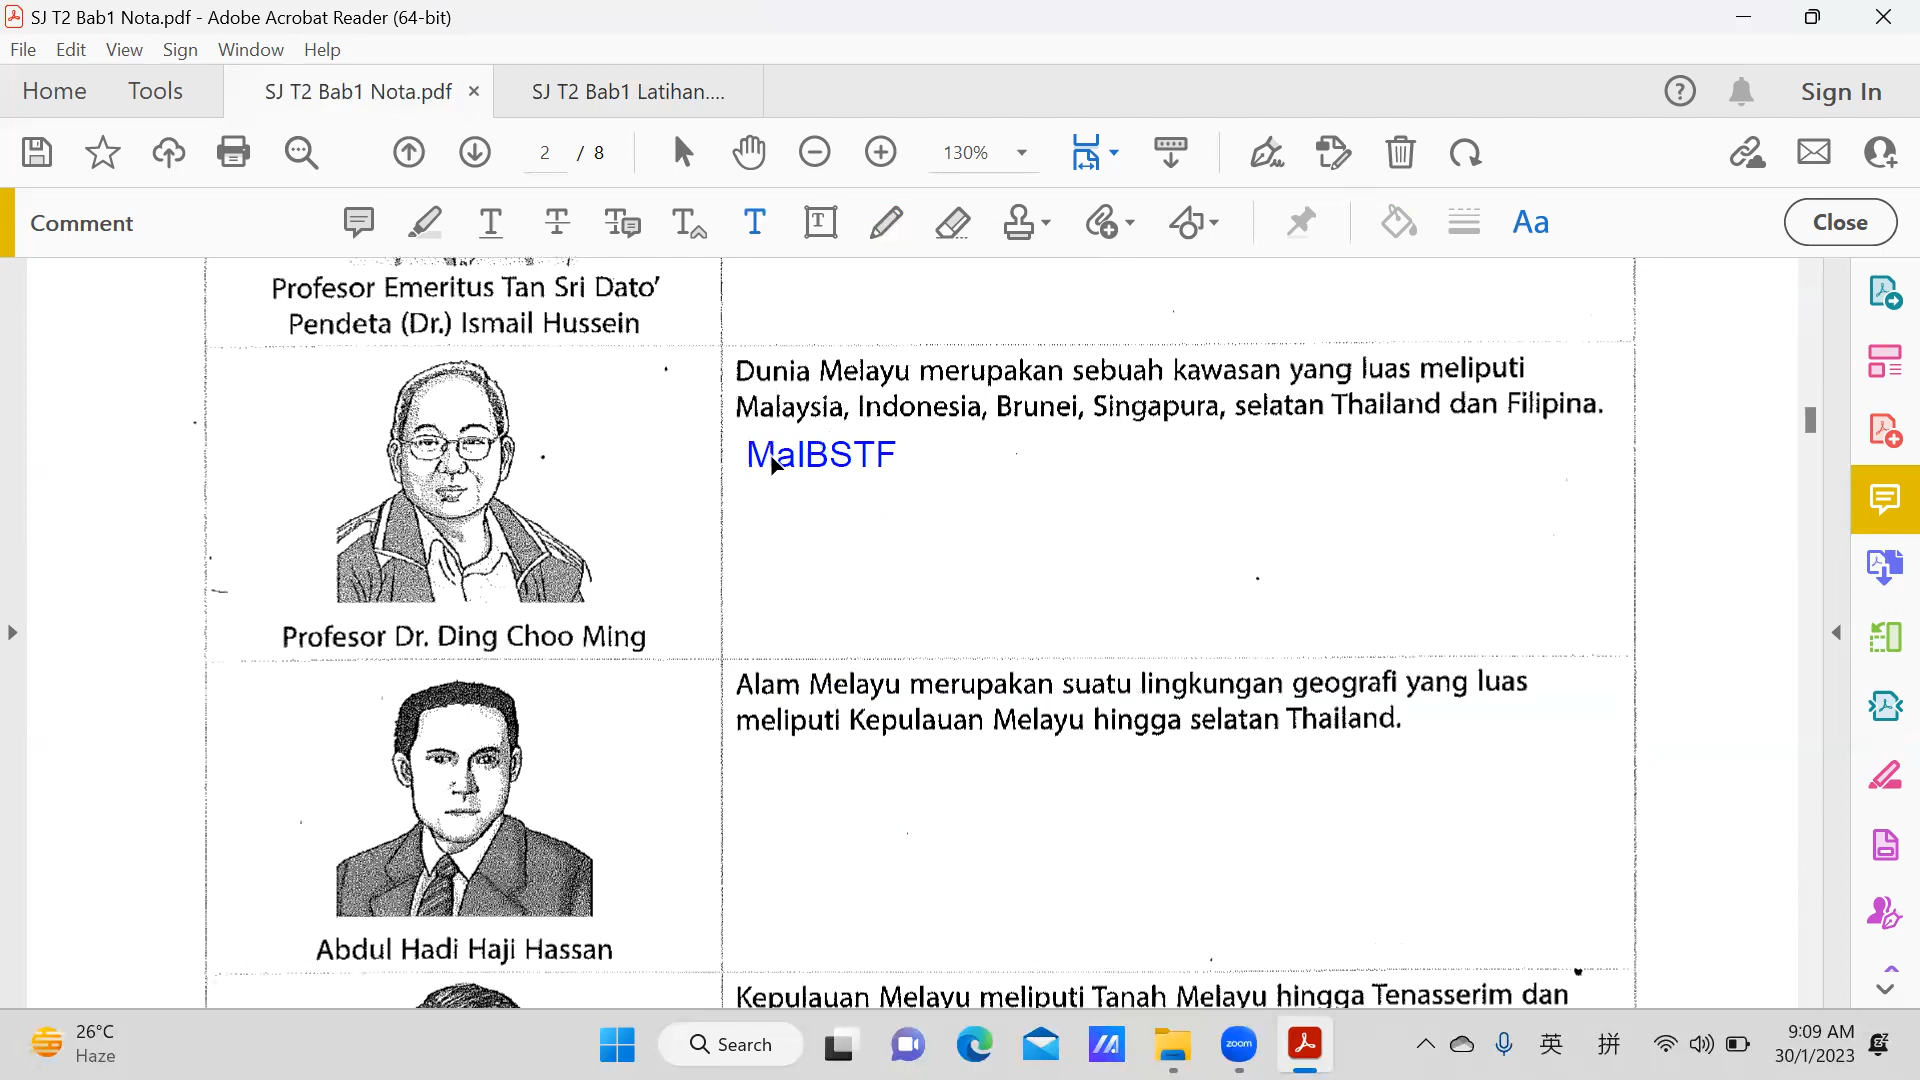 SJ T2 Bab1 Nota.pdf - Adobe Acrobat Reader (64-bit)
File Edit View Sign Window Help
Home Tools SJ T2 Bab1 Nota.pdf × SJ T2 Bab1 Latihan.... Sign In
2 / 8 130%
Comment Aa Close
Profesor Emeritus Tan Sri Dato'
Pendeta (Dr.) Ismail Hussein
Dunia Melayu merupakan sebuah kawasan yang luas meliputi
Malaysia, Indonesia, Brunei, Singapura, selatan Thailand dan Filipina.
MaIBSTF
Profesor Dr. Ding Choo Ming
Alam Melayu merupakan suatu lingkungan geografi yang luas
meliputi Kepulauan Melayu hingga selatan Thailand.
Abdul Hadi Haji Hassan
Kepulauan Melayu meliputi Tanah Melayu hingga Tenasserim dan
26°C
Haze
Search
zoom
英 拼
9:09 AM
30/1/2023